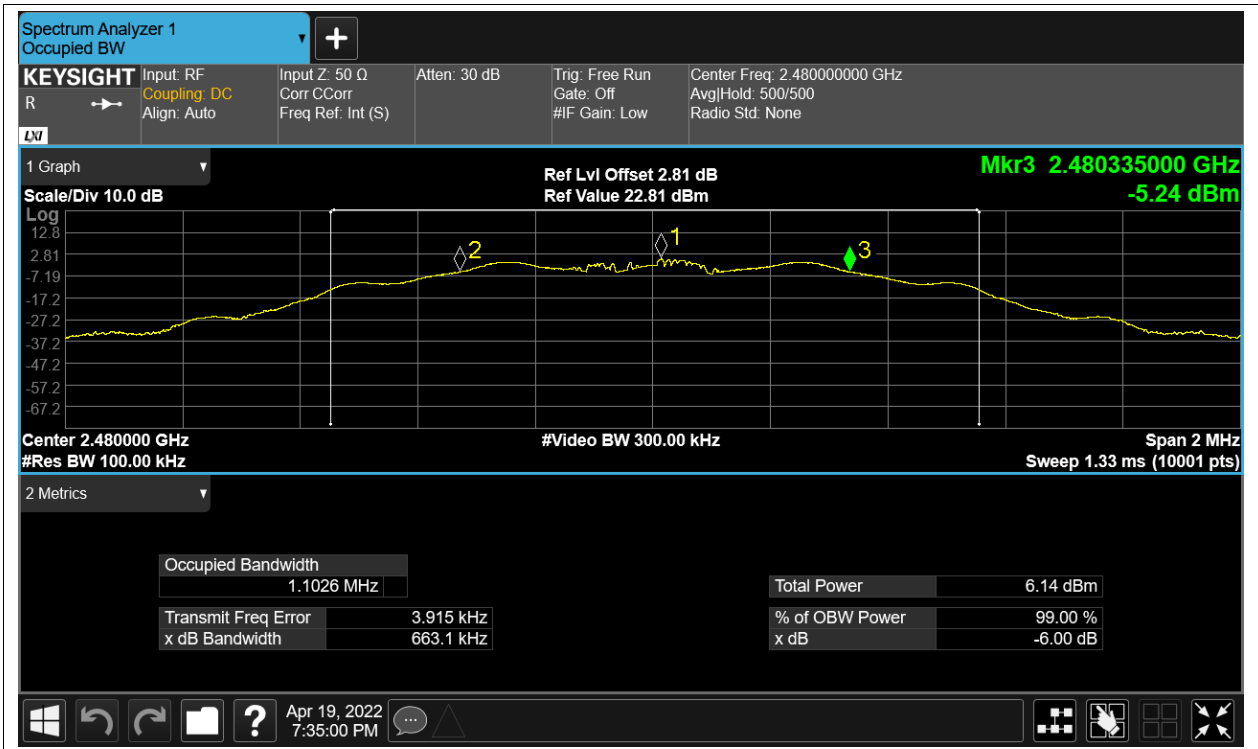 Spectrum Analyzer 1
Occupied BW
KEYSIGHT
R
LXI
Input: RF
Coupling: DC
Align: Auto
Input Z: 50 Ω
Corr CCorr
Freq Ref: Int (S)
Atten: 30 dB
Trig: Free Run
Gate: Off
#IF Gain: Low
Center Freq: 2.480000000 GHz
Avg|Hold: 500/500
Radio Std: None
1 Graph
Scale/Div 10.0 dB
Ref Lvl Offset 2.81 dB
Ref Value 22.81 dBm
Mkr3 2.480335000 GHz
-5.24 dBm
Log
12.8
2.81
-7.19
-17.2
-27.2
-37.2
-47.2
-57.2
-67.2
2
1
3
Center 2.480000 GHz
#Res BW 100.00 kHz
#Video BW 300.00 kHz
Span 2 MHz
Sweep 1.33 ms (10001 pts)
2 Metrics
Occupied Bandwidth
1.1026 MHz
Transmit Freq Error 3.915 kHz
x dB Bandwidth 663.1 kHz
Total Power 6.14 dBm
% of OBW Power 99.00 %
x dB -6.00 dB
?
Apr 19, 2022
7:35:00 PM